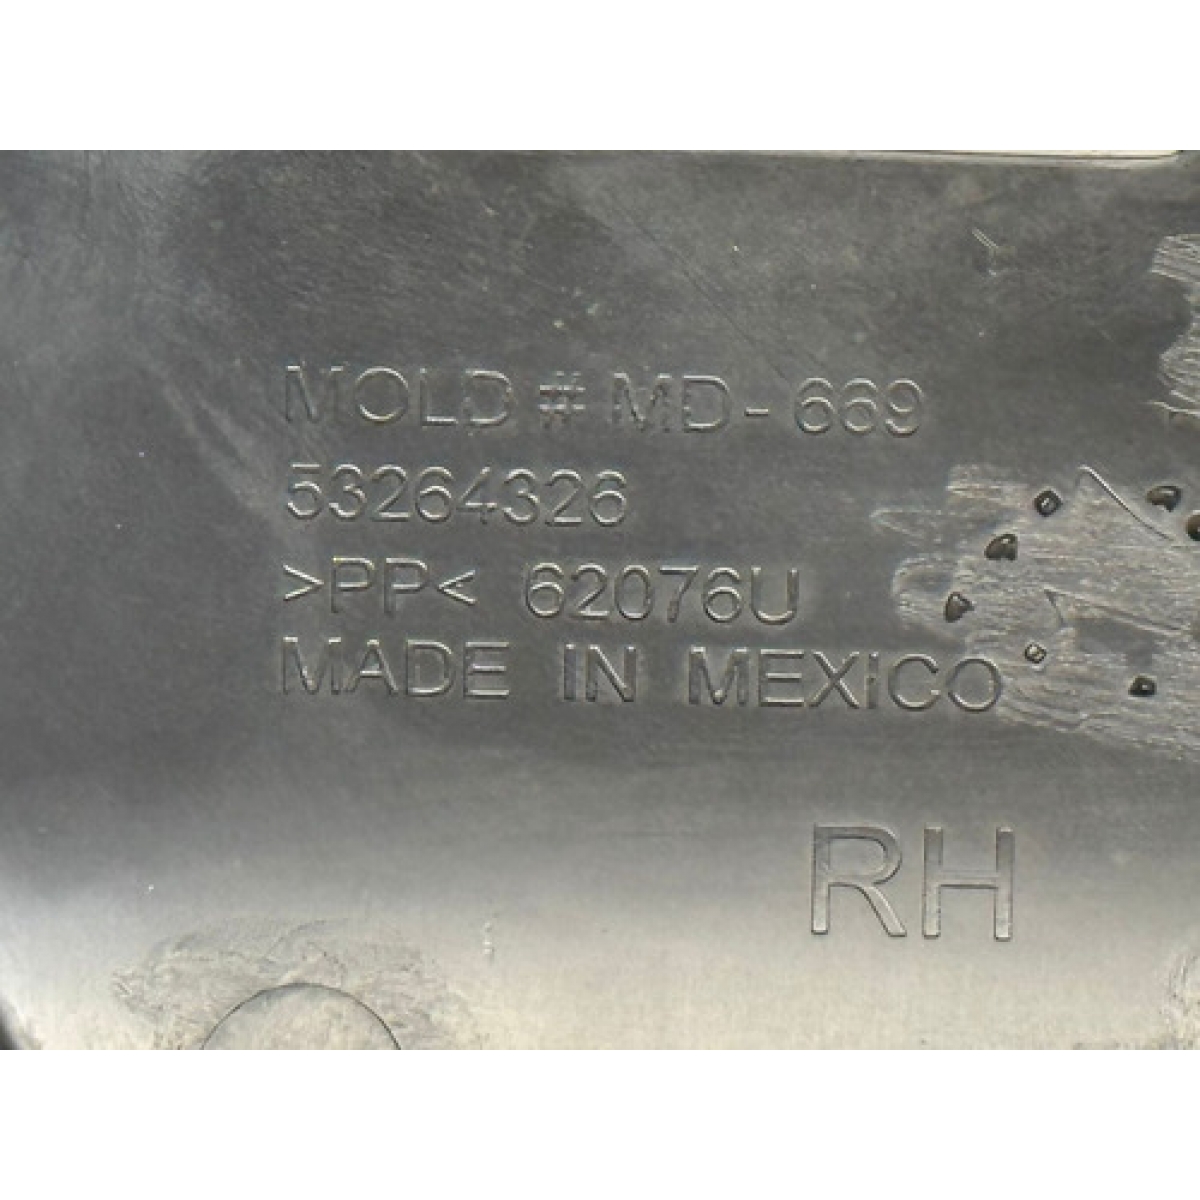 MOLD # MD-669
53264326
>PP< 62076U
MADE IN MEXICO
RH